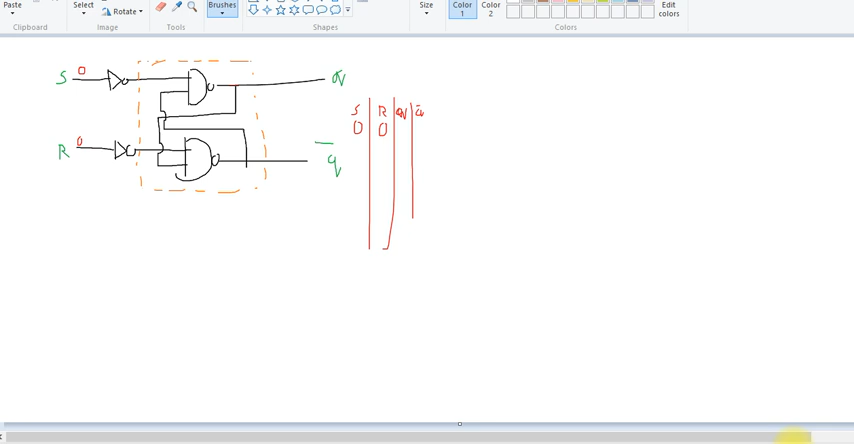 Paste
Select
Rotate
Brushes
Size
Color 1
Color 2
Edit colors
Clipboard
Image
Tools
Shapes
Colors
S 0 q
R 0 q̅
S R q q̅
0 0